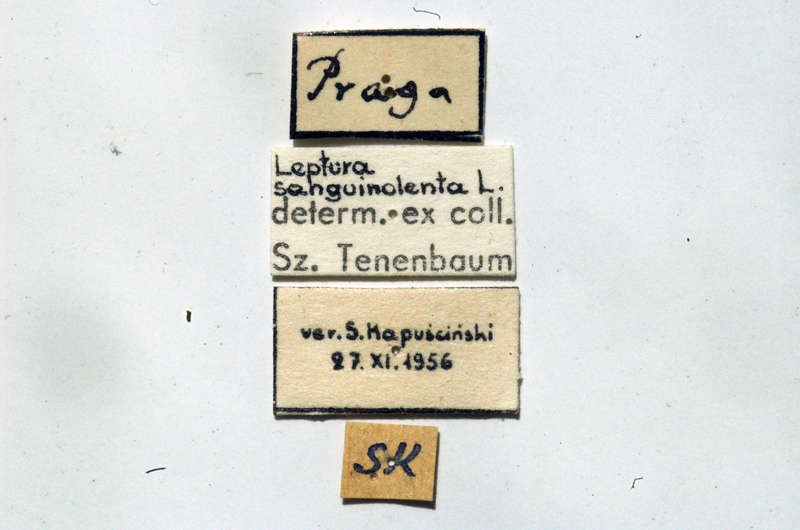 Praga
Leptura
sanguinolenta L.
determ. ex coll.
Sz. Tenenbaum
ver. S. Kapuściński
27. XI. 1956
SK